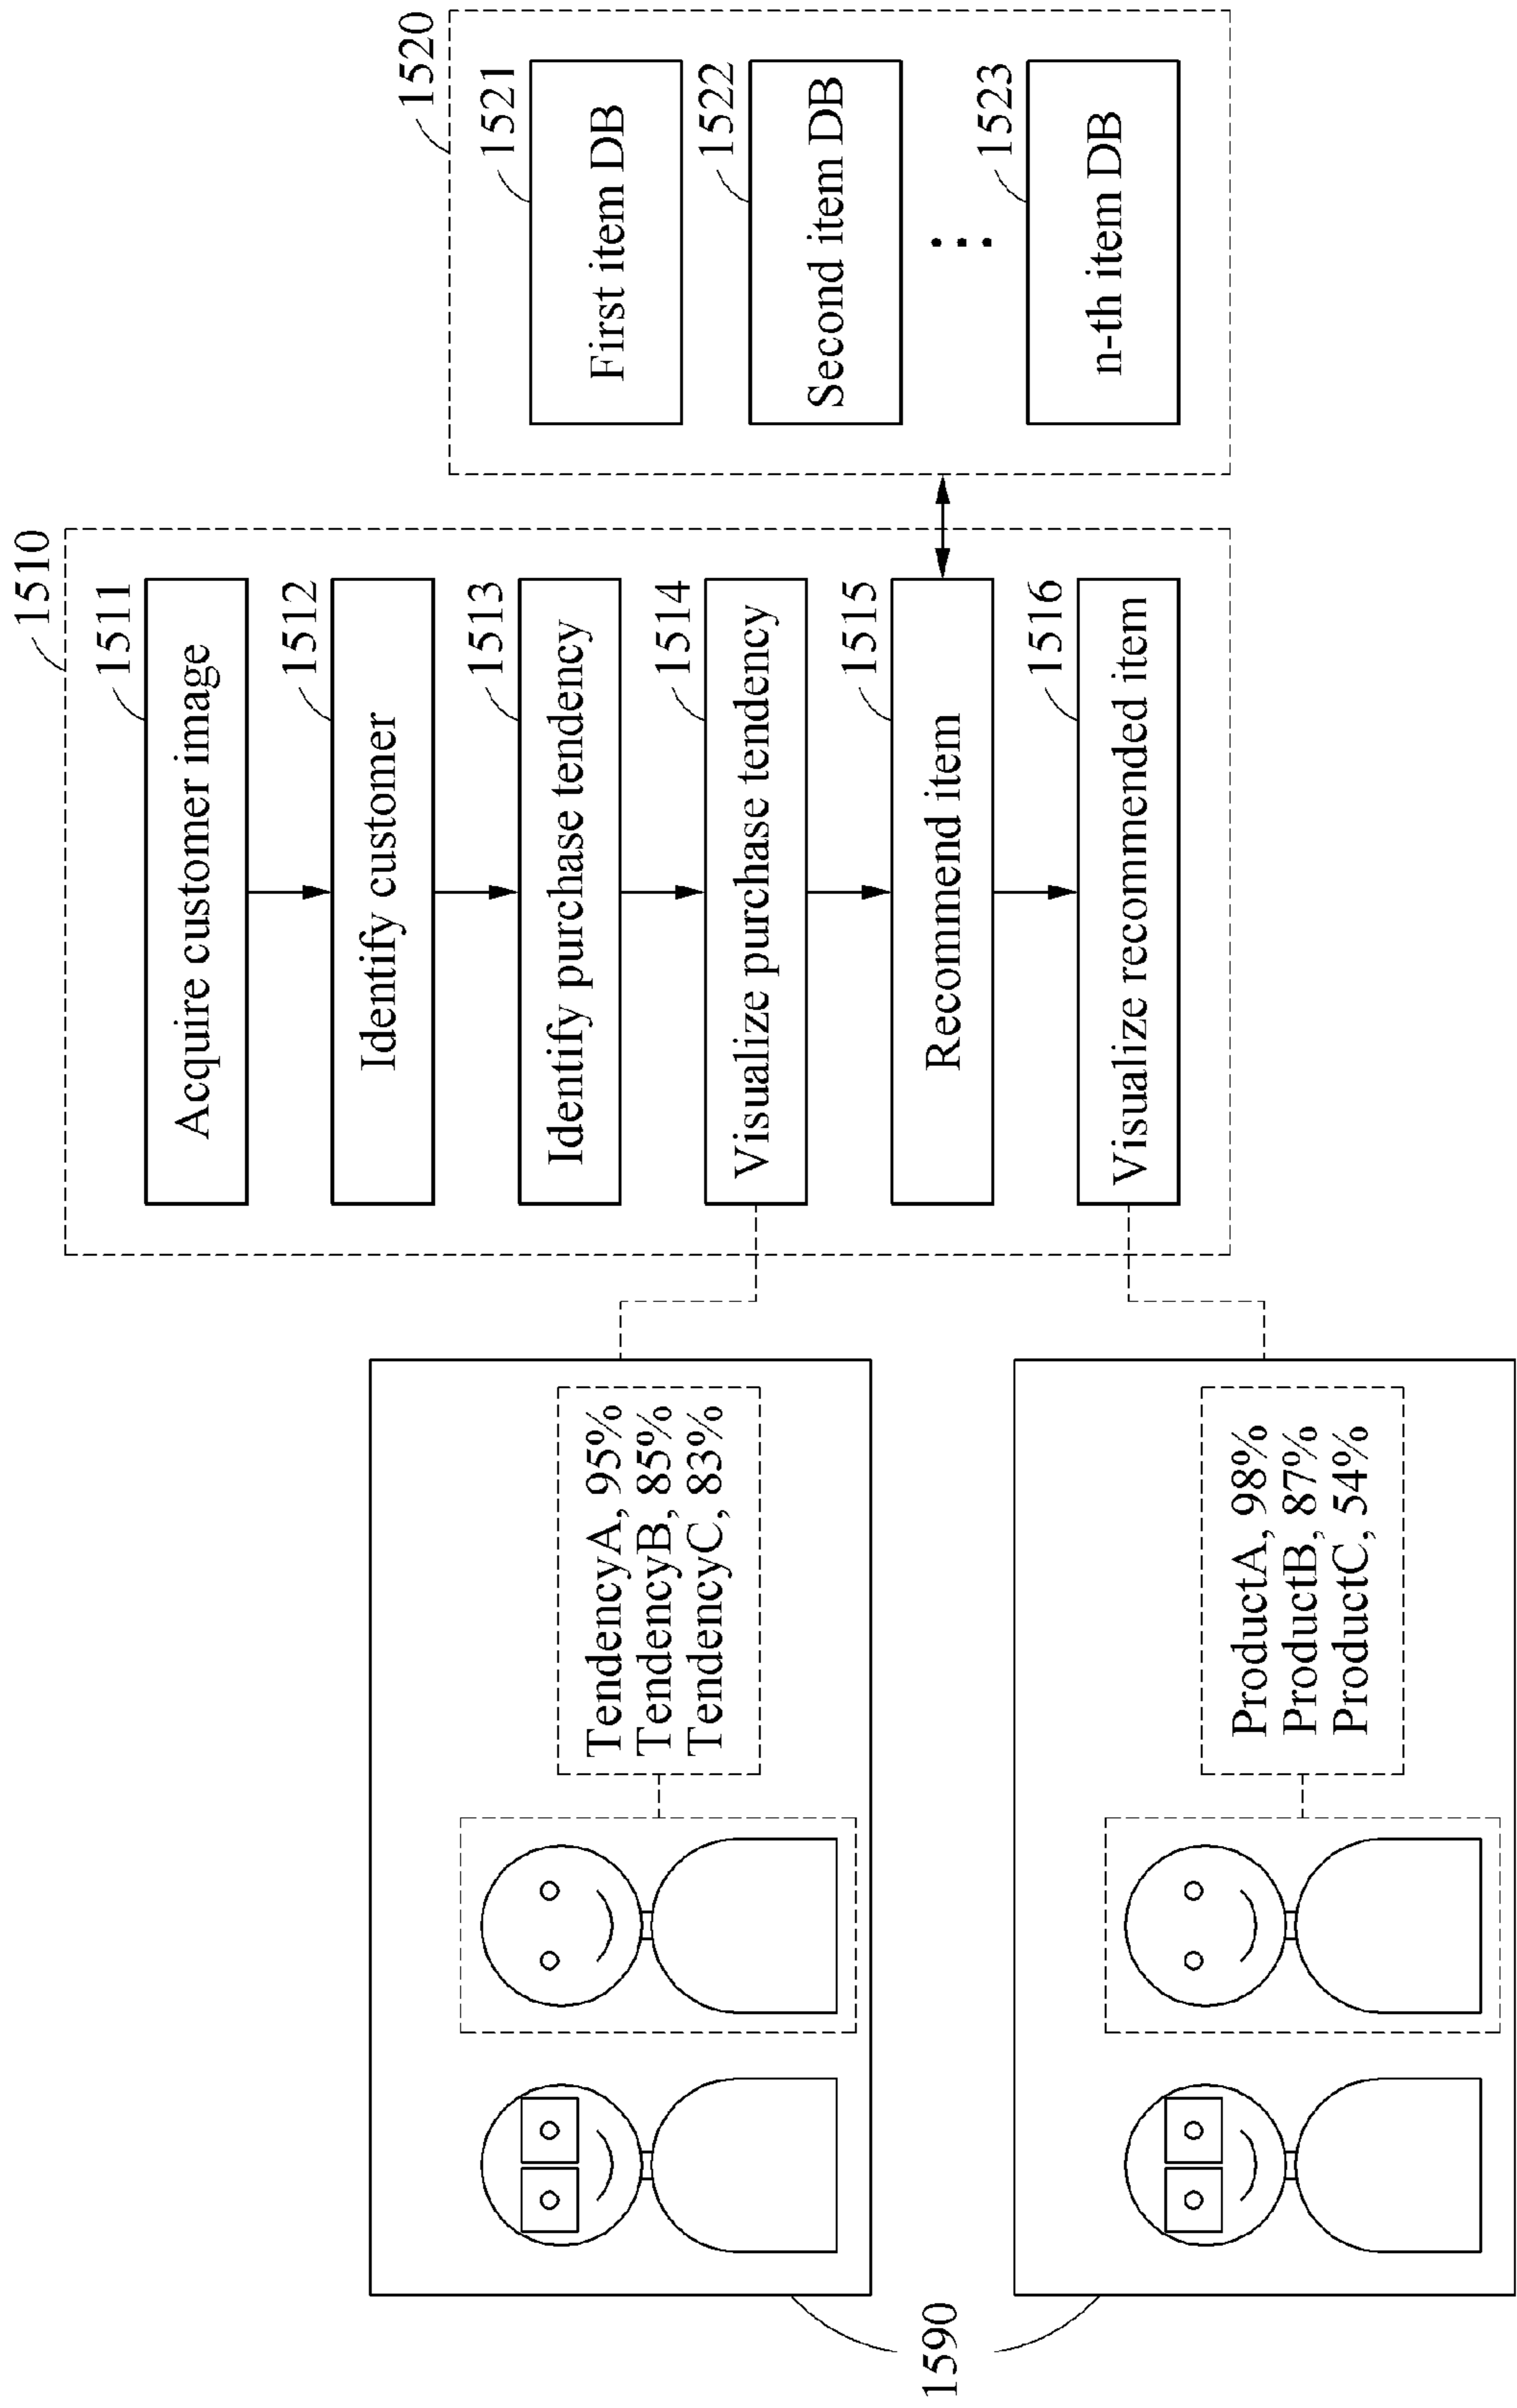 1510
1511
Acquire customer image
1512
Identify customer
1513
Identify purchase tendency
1514
Visualize purchase tendency
1515
Recommend item
1516
Visualize recommended item
1520
1521
First item DB
1522
Second item DB
1523
n-th item DB
TendencyA, 95%
TendencyB, 85%
TendencyC, 83%
ProductA, 98%
ProductB, 87%
ProductC, 54%
1590